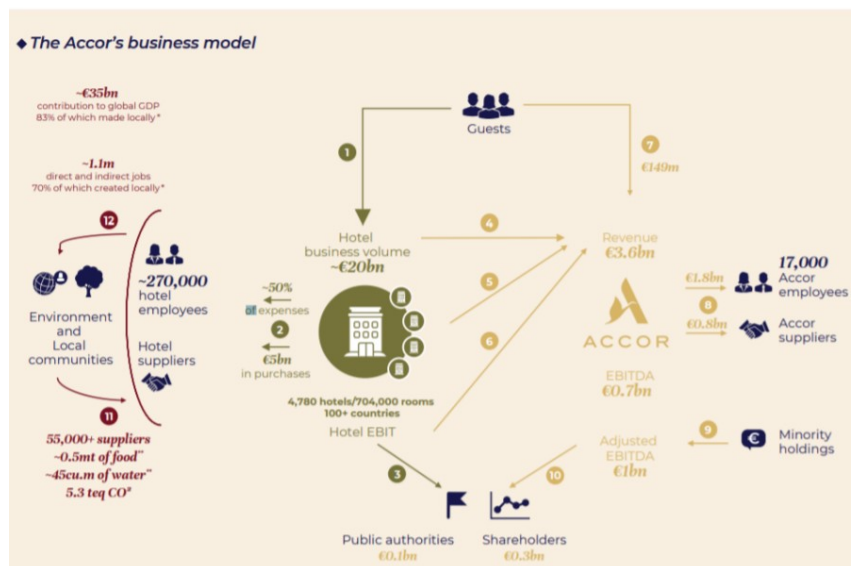 The Accor's business model
~€35bn
contribution to global GDP
83% of which made locally*
~1.1m
direct and indirect jobs
70% of which created locally*
12
~270,000
hotel
employees
Hotel
suppliers
Environment
and
Local
communities
11
55,000+ suppliers
~0.5mt of food**
~45cu.m of water**
5.3 teq CO²
Guests
1
7
€149m
Hotel
business volume
~€20bn
4
5
6
~50%
of expenses
2
€5bn
in purchases
4,780 hotels/704,000 rooms
100+ countries
Hotel EBIT
3
Public authorities
€0.1bn
Shareholders
€0.3bn
Revenue
€3.6bn
ACCOR
EBITDA
€0.7bn
Adjusted
EBITDA
€1bn
10
€1.8bn
8
€0.8bn
17,000
Accor
employees
Accor
suppliers
9
€
Minority
holdings